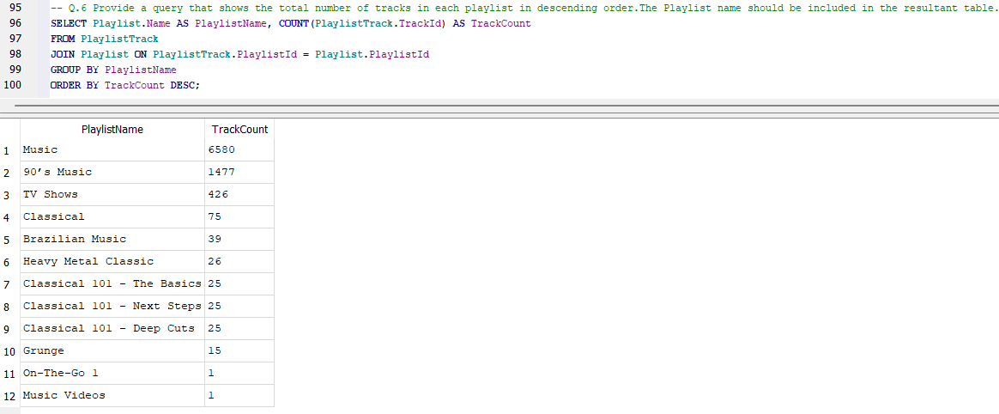 95 -- Q.6 Provide a query that shows the total number of tracks in each playlist in descending order.The Playlist name should be included in the resultant table.
96 SELECT Playlist.Name AS PlaylistName, COUNT(PlaylistTrack.TrackId) AS TrackCount
97 FROM PlaylistTrack
98 JOIN Playlist ON PlaylistTrack.PlaylistId = Playlist.PlaylistId
99 GROUP BY PlaylistName
100 ORDER BY TrackCount DESC;
PlaylistName TrackCount
1 Music 6580
2 90’s Music 1477
3 TV Shows 426
4 Classical 75
5 Brazilian Music 39
6 Heavy Metal Classic 26
7 Classical 101 - The Basics 25
8 Classical 101 - Next Steps 25
9 Classical 101 - Deep Cuts 25
10 Grunge 15
11 On-The-Go 1 1
12 Music Videos 1